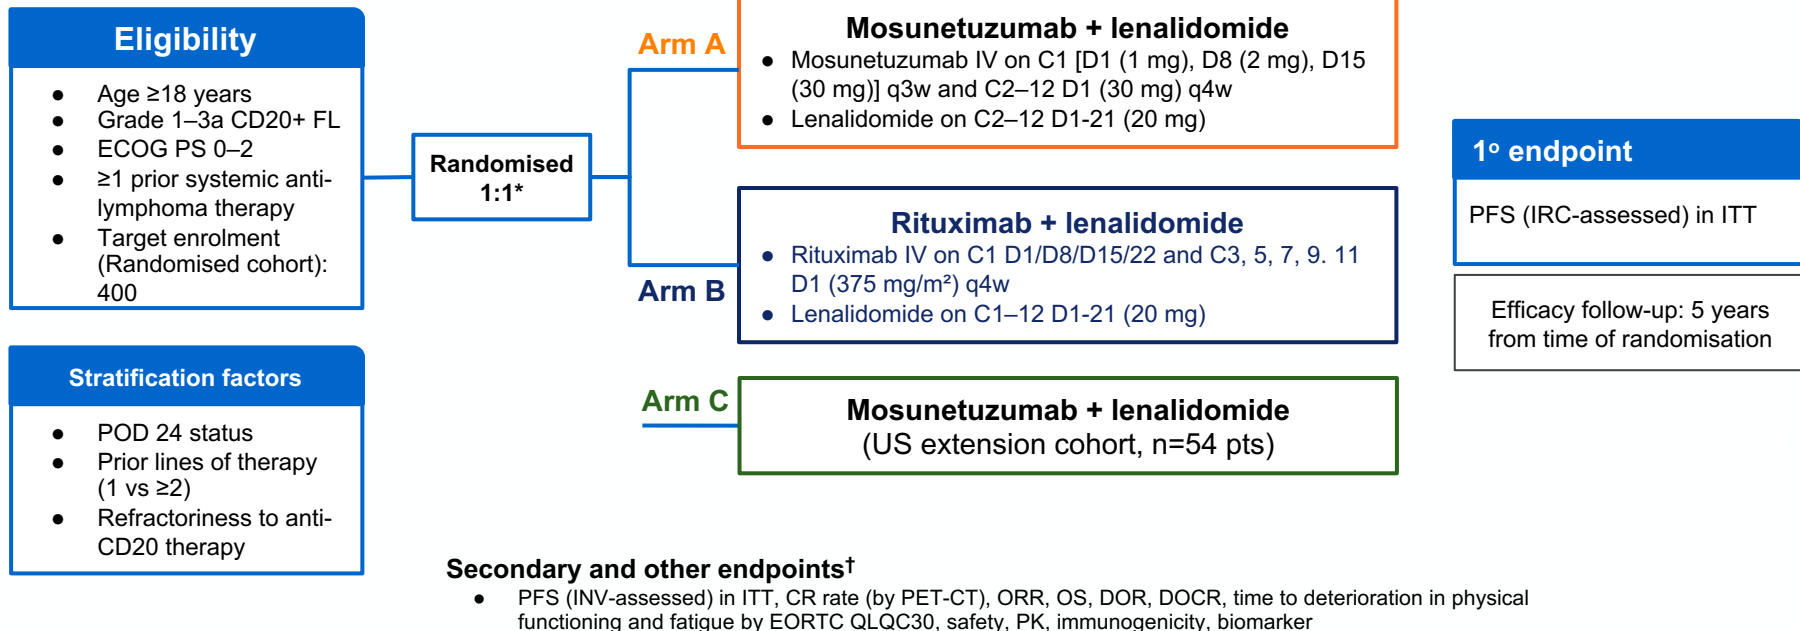 Eligibility
● Age ≥18 years
● Grade 1–3a CD20+ FL
● ECOG PS 0–2
● ≥1 prior systemic anti-
lymphoma therapy
● Target enrolment
(Randomised cohort):
400
Stratification factors
● POD 24 status
● Prior lines of therapy
(1 vs ≥2)
● Refractoriness to anti-
CD20 therapy
Randomised
1:1*
Arm A
Mosunetuzumab + lenalidomide
● Mosunetuzumab IV on C1 [D1 (1 mg), D8 (2 mg), D15
(30 mg)] q3w and C2–12 D1 (30 mg) q4w
● Lenalidomide on C2–12 D1-21 (20 mg)
Arm B
Rituximab + lenalidomide
● Rituximab IV on C1 D1/D8/D15/22 and C3, 5, 7, 9. 11
D1 (375 mg/m²) q4w
● Lenalidomide on C1–12 D1-21 (20 mg)
Arm C
Mosunetuzumab + lenalidomide
(US extension cohort, n=54 pts)
1º endpoint
PFS (IRC-assessed) in ITT
Efficacy follow-up: 5 years
from time of randomisation
Secondary and other endpoints†
● PFS (INV-assessed) in ITT, CR rate (by PET-CT), ORR, OS, DOR, DOCR, time to deterioration in physical
functioning and fatigue by EORTC QLQC30, safety, PK, immunogenicity, biomarker